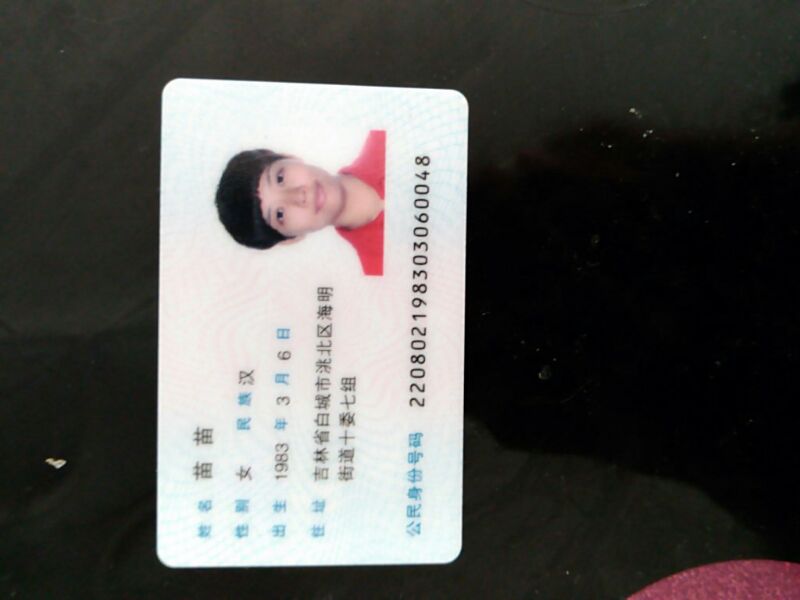 姓名 苗苗
性别 女 民族 汉
出生 1983 年 3 月 6 日
住址 吉林省白城市洮北区海明
街道十委七组
公民身份号码 220802198303060048